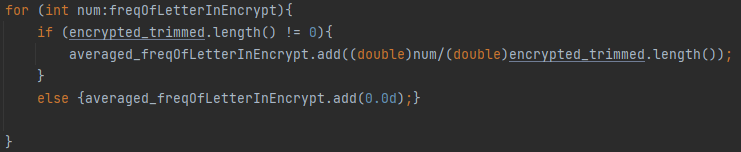 for (int num:freqOfLetterInEncrypt){
    if (encrypted_trimmed.length() != 0){
        averaged_freqOfLetterInEncrypt.add((double)num/(double)encrypted_trimmed.length());
    }
    else {averaged_freqOfLetterInEncrypt.add(0.0d);}
}